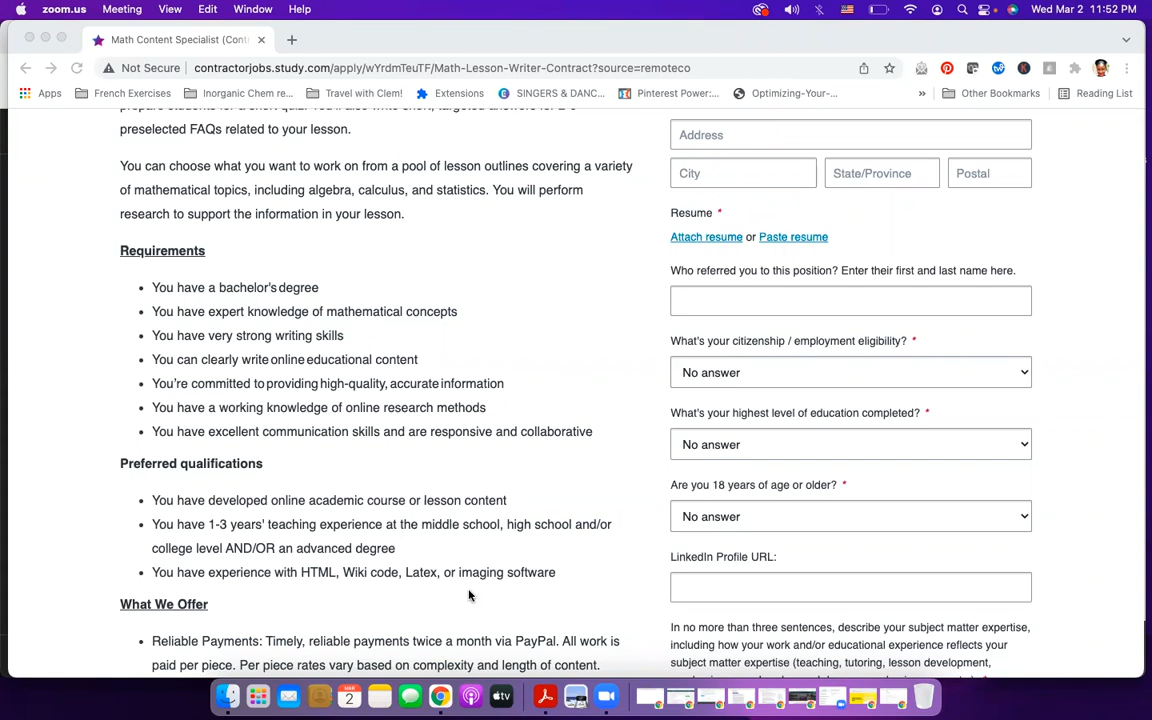 zoom.us Meeting View Edit Window Help Wed Mar 2 11:52 PM
Math Content Specialist (Cont
Not Secure contractorjobs.study.com/apply/wYrdmTeuTF/Math-Lesson-Writer-Contract?source=remoteco
Apps French Exercises Inorganic Chem re... Travel with Clem! Extensions SINGERS & DANC... Pinterest Power:... Optimizing-Your-... » Other Bookmarks Reading List
preselected FAQs related to your lesson.
You can choose what you want to work on from a pool of lesson outlines covering a variety
of mathematical topics, including algebra, calculus, and statistics. You will perform
research to support the information in your lesson.
Requirements
• You have a bachelor's degree
• You have expert knowledge of mathematical concepts
• You have very strong writing skills
• You can clearly write online educational content
• You're committed to providing high-quality, accurate information
• You have a working knowledge of online research methods
• You have excellent communication skills and are responsive and collaborative
Preferred qualifications
• You have developed online academic course or lesson content
• You have 1-3 years' teaching experience at the middle school, high school and/or
college level AND/OR an advanced degree
• You have experience with HTML, Wiki code, Latex, or imaging software
What We Offer
• Reliable Payments: Timely, reliable payments twice a month via PayPal. All work is
paid per piece. Per piece rates vary based on complexity and length of content.
Address
City State/Province Postal
Resume *
Attach resume or Paste resume
Who referred you to this position? Enter their first and last name here.
What's your citizenship / employment eligibility? *
No answer
What's your highest level of education completed? *
No answer
Are you 18 years of age or older? *
No answer
LinkedIn Profile URL:
In no more than three sentences, describe your subject matter expertise,
including how your work and/or educational experience reflects your
subject matter expertise (teaching, tutoring, lesson development,
MAR
2
tv